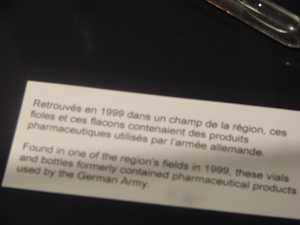 Retrouvés en 1999 dans un champ de la région, ces
fioles et ces flacons contenaient des produits
pharmaceutiques utilisés par l'armée allemande.
Found in one of the region's fields in 1999, these vials
and bottles formerly contained pharmaceutical products
used by the German Army.